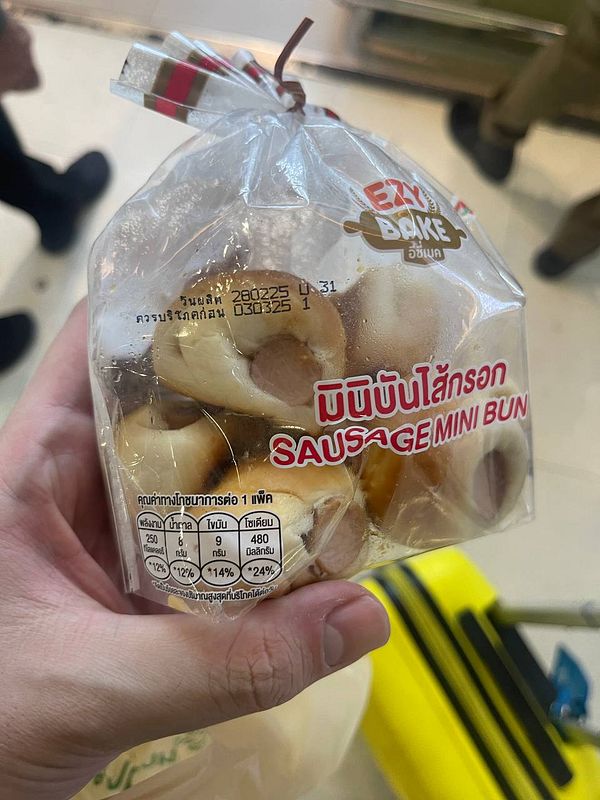 EZY
BAKE
อีซี่เบค
วันผลิต 280225 U 31
ควรบริโภคก่อน 030325 1
มินิบันไส้กรอก
SAUSAGE MINI BUN
คุณค่าทางโภชนาการต่อ 1 แพ็ค
พลังงาน น้ำตาล ไขมัน โซเดียม
250 8 9 480
กิโลแคลอรี กรัม กรัม มิลลิกรัม
*12% *12% *14% *24%